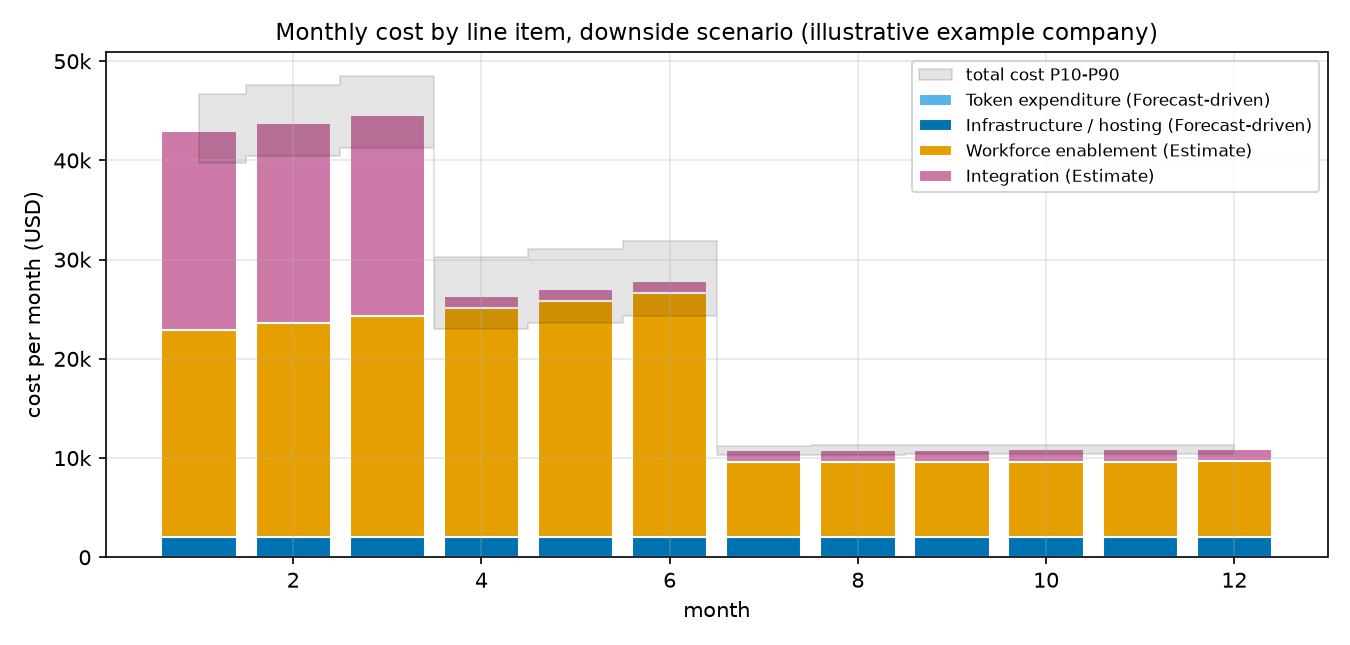 Monthly cost by line item, downside scenario (illustrative example company)
50k
40k
30k
20k
10k
0
cost per month (USD)
total cost P10-P90
Token expenditure (Forecast-driven)
Infrastructure / hosting (Forecast-driven)
Workforce enablement (Estimate)
Integration (Estimate)
2 4 6 8 10 12
month